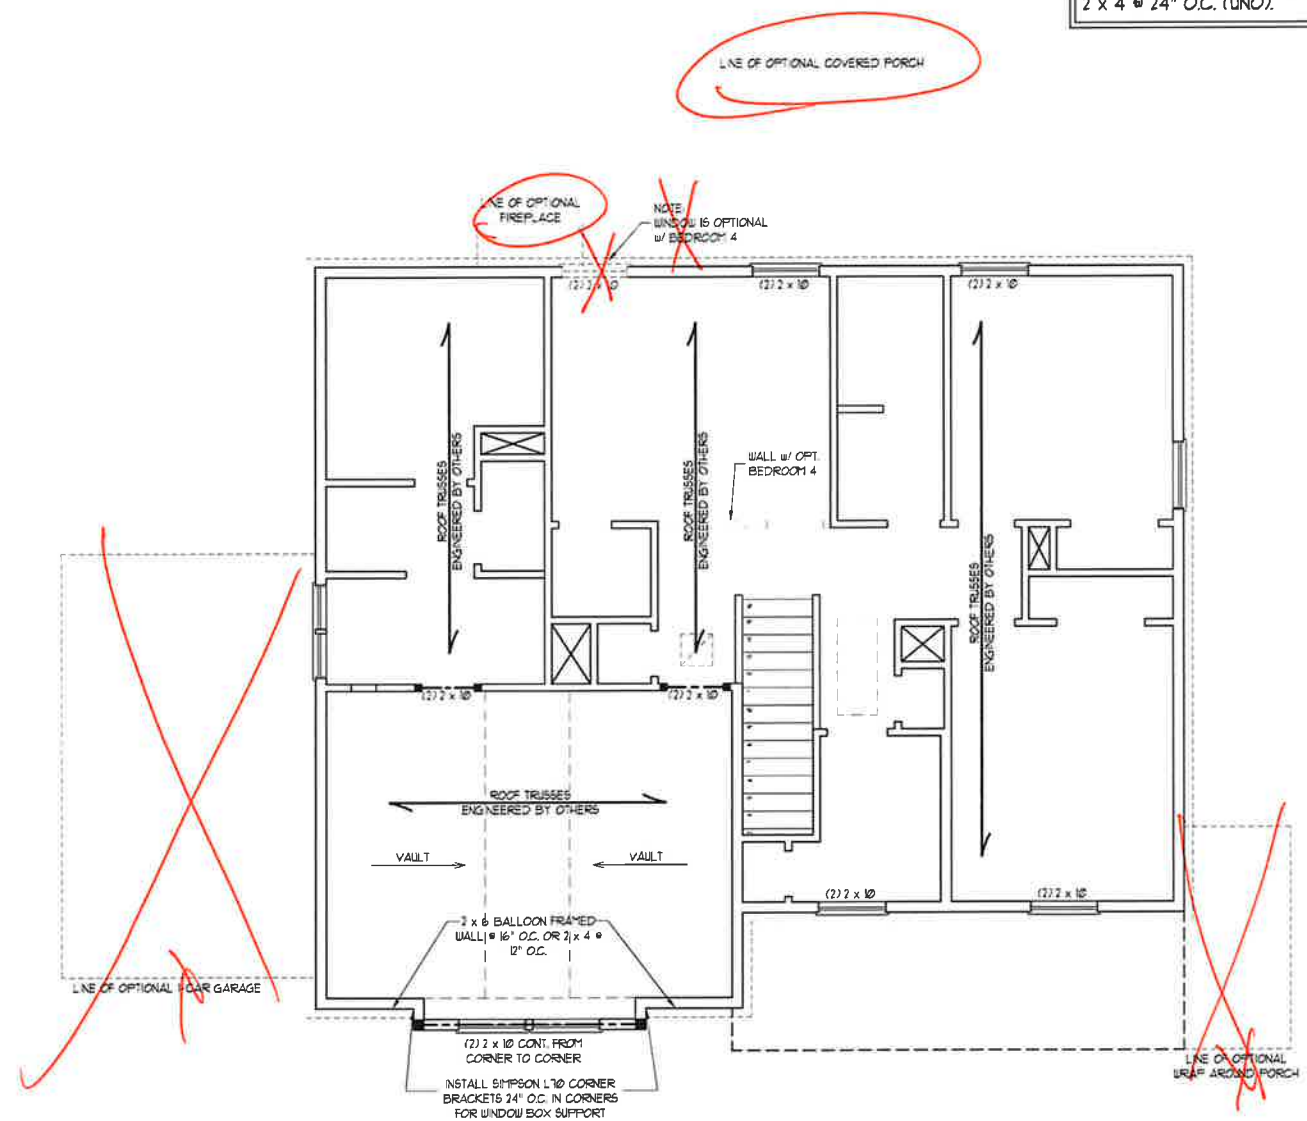 2 x 4 @ 24" O.C. (UNO).
LINE OF OPTIONAL COVERED PORCH
LINE OF OPTIONAL
FIREPLACE
NOTE:
WINDOW IS OPTIONAL
w/ BEDROOM 4
(2) 2 x 10
(2) 2 x 10
(2) 2 x 10
ROOF TRUSSES
ENGINEERED BY OTHERS
ROOF TRUSSES
ENGINEERED BY OTHERS
WALL w/ OPT.
BEDROOM 4
ROOF TRUSSES
ENGINEERED BY OTHERS
(2) 2 x 10
(2) 2 x 10
ROOF TRUSSES
ENGINEERED BY OTHERS
VAULT
VAULT
(2) 2 x 10
(2) 2 x 10
2 x 6 BALLOON FRAMED
WALL @ 16" O.C. OR 2 x 4 @
12" O.C.
LINE OF OPTIONAL 1-CAR GARAGE
(2) 2 x 10 CONT. FROM
CORNER TO CORNER
LINE OF OPTIONAL
WRAP AROUND PORCH
INSTALL SIMPSON L70 CORNER
BRACKETS 24" O.C. IN CORNERS
FOR WINDOW BOX SUPPORT